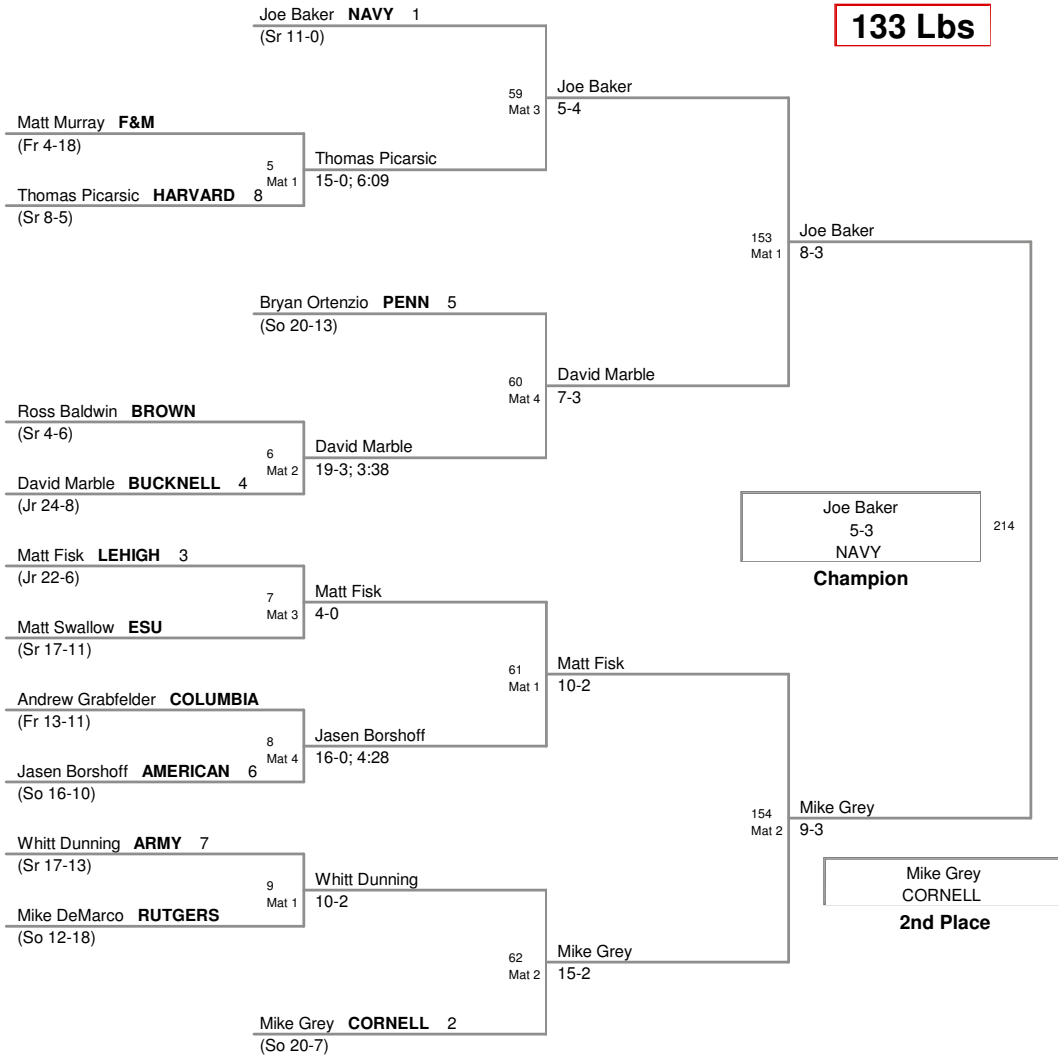 Joe Baker NAVY 1
(Sr 11-0)
133 Lbs
59
Mat 3
Joe Baker
5-4
Matt Murray F&M
(Fr 4-18)
5
Mat 1
Thomas Picarsic
15-0; 6:09
Thomas Picarsic HARVARD 8
(Sr 8-5)
153
Mat 1
Joe Baker
8-3
Bryan Ortenzio PENN 5
(So 20-13)
60
Mat 4
David Marble
7-3
Ross Baldwin BROWN
(Sr 4-6)
6
Mat 2
David Marble
19-3; 3:38
David Marble BUCKNELL 4
(Jr 24-8)
Joe Baker
5-3
NAVY
Champion
214
Matt Fisk LEHIGH 3
(Jr 22-6)
7
Mat 3
Matt Fisk
4-0
Matt Swallow ESU
(Sr 17-11)
61
Mat 1
Matt Fisk
10-2
Andrew Grabfelder COLUMBIA
(Fr 13-11)
8
Mat 4
Jasen Borshoff
16-0; 4:28
Jasen Borshoff AMERICAN 6
(So 16-10)
154
Mat 2
Mike Grey
9-3
Whitt Dunning ARMY 7
(Sr 17-13)
9
Mat 1
Whitt Dunning
10-2
Mike DeMarco RUTGERS
(So 12-18)
Mike Grey
CORNELL
2nd Place
62
Mat 2
Mike Grey
15-2
Mike Grey CORNELL 2
(So 20-7)